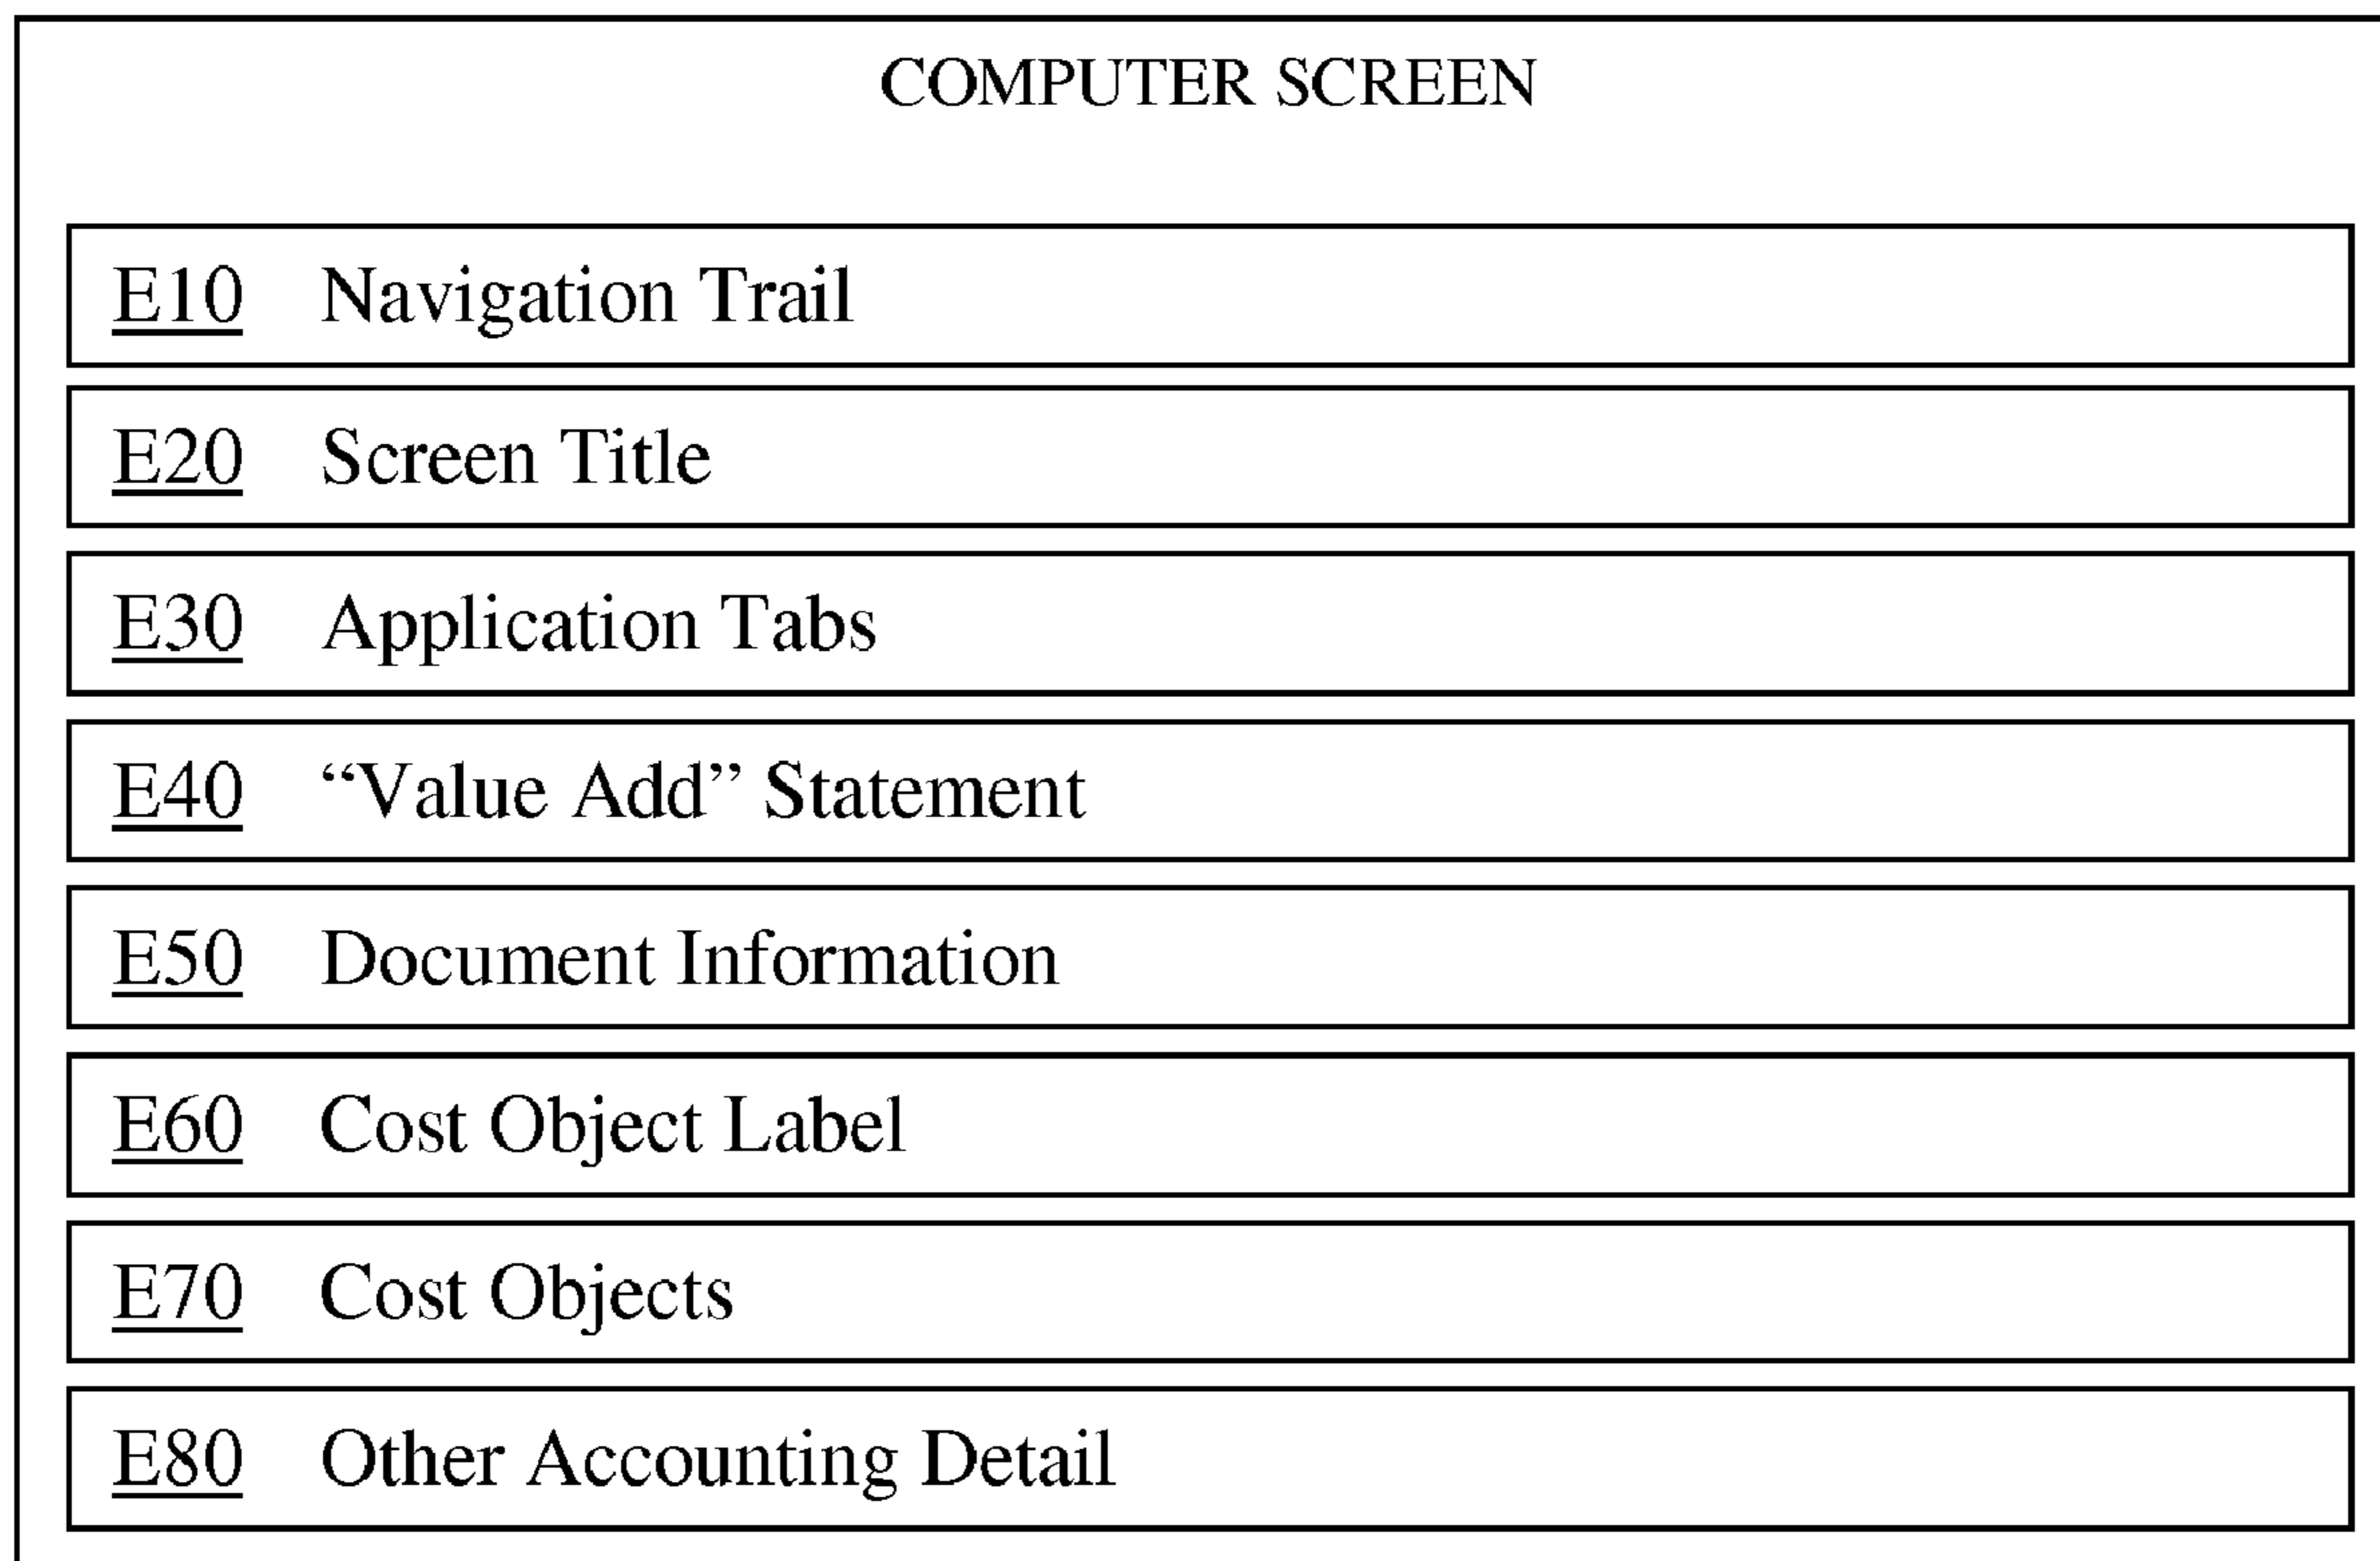 COMPUTER SCREEN
E10 Navigation Trail
E20 Screen Title
E30 Application Tabs
E40 “Value Add” Statement
E50 Document Information
E60 Cost Object Label
E70 Cost Objects
E80 Other Accounting Detail